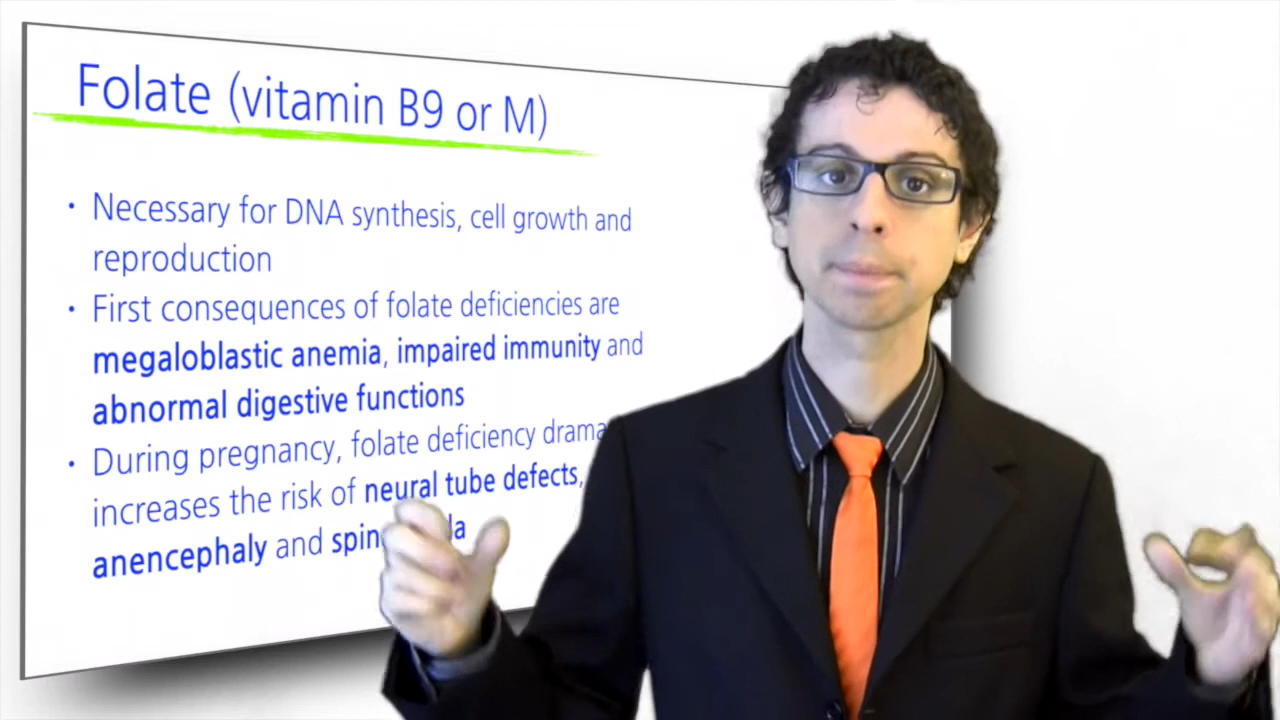 Folate (vitamin B9 or M)
• Necessary for DNA synthesis, cell growth and
reproduction
• First consequences of folate deficiencies are
megaloblastic anemia, impaired immunity and
abnormal digestive functions
• During pregnancy, folate deficiency
increases the risk of neural tube defects,
anencephaly and